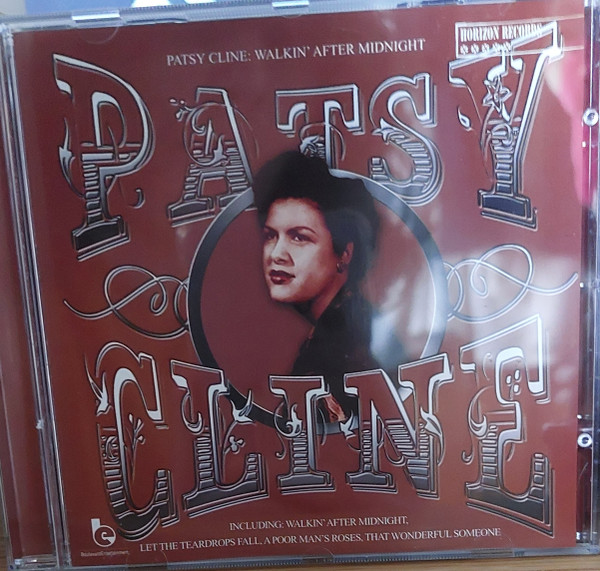 PATSY CLINE: WALKIN' AFTER MIDNIGHT
HORIZON RECORDS
PATSY
CLINE
INCLUDING: WALKIN' AFTER MIDNIGHT,
LET THE TEARDROPS FALL, A POOR MAN'S ROSES, THAT WONDERFUL SOMEONE